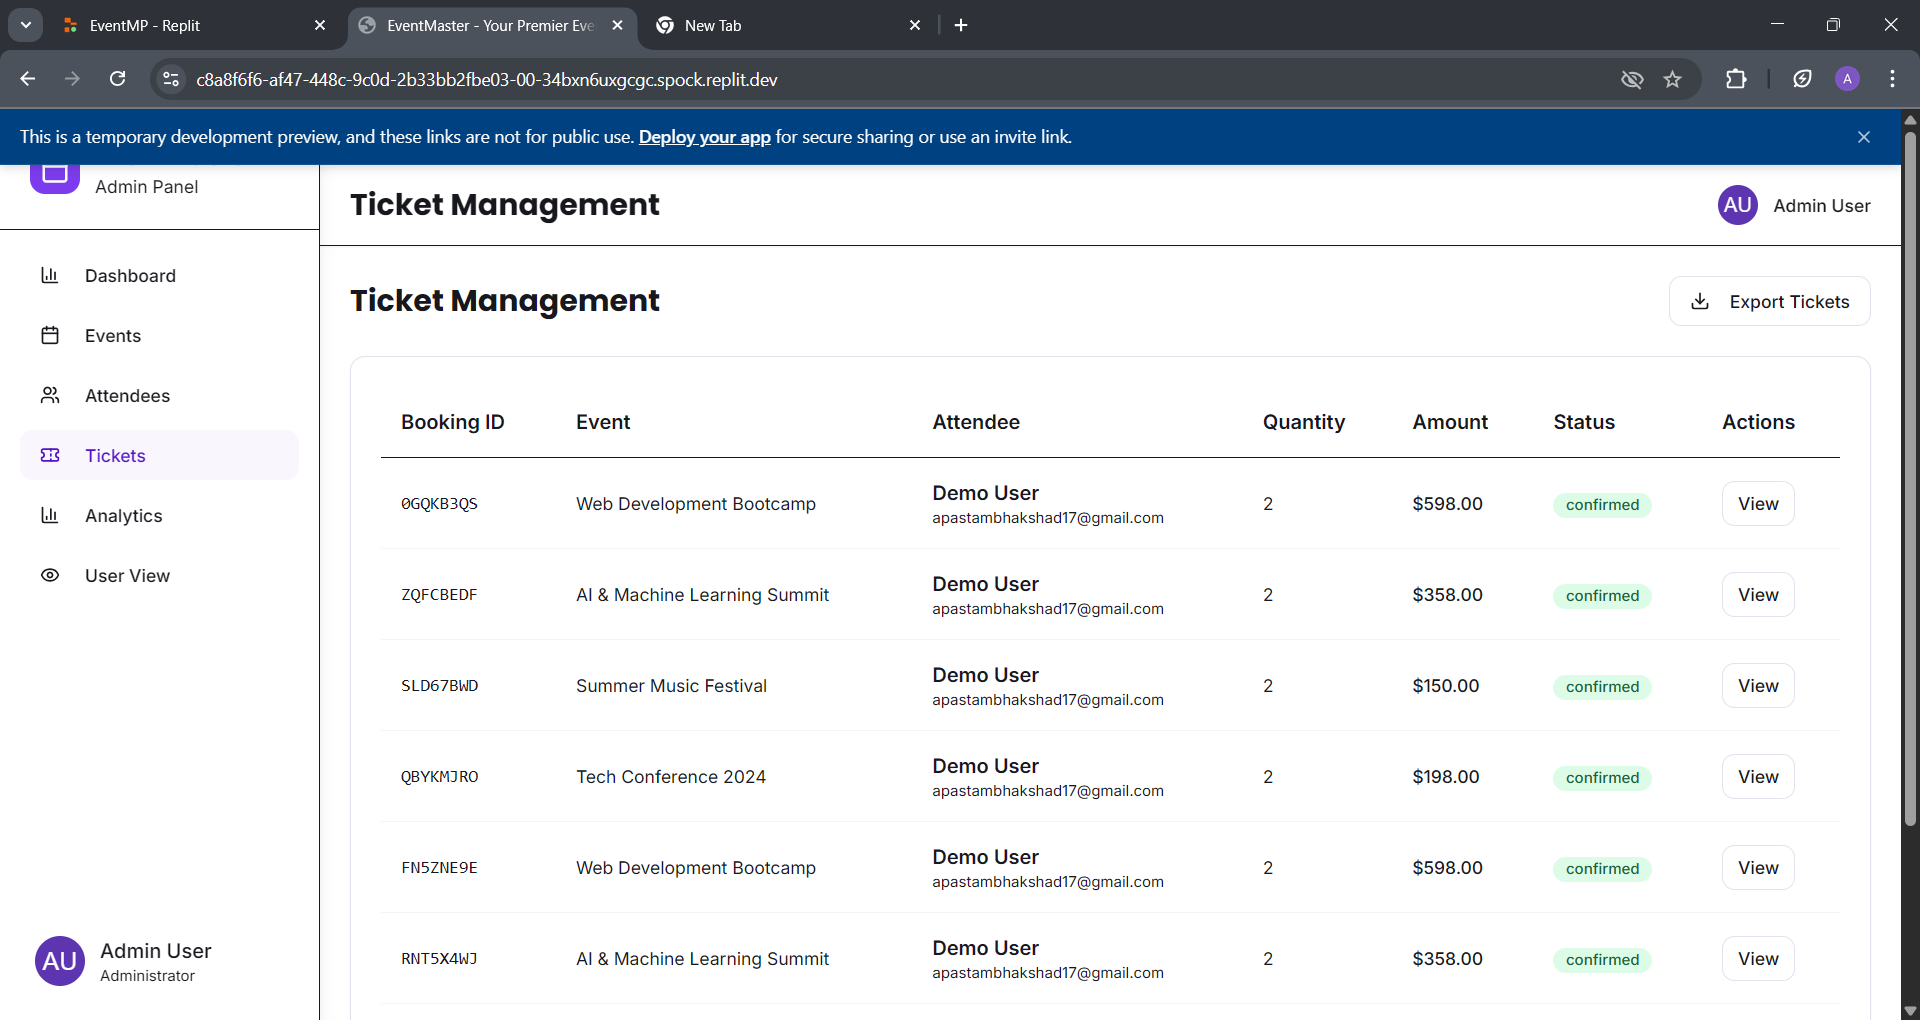 EventMP - Replit
EventMaster - Your Premier Eve
New Tab
c8a8f6f6-af47-448c-9c0d-2b33bb2fbe03-00-34bxn6uxgcgc.spock.replit.dev
A
This is a temporary development preview, and these links are not for public use. Deploy your app for secure sharing or use an invite link.
Admin Panel
Ticket Management
AU Admin User
Dashboard
Events
Attendees
Tickets
Analytics
User View
AU Admin User
Administrator
Ticket Management
Export Tickets
Booking ID Event Attendee Quantity Amount Status Actions
0GQKB3QS Web Development Bootcamp Demo User 2 $598.00 confirmed View
apastambhakshad17@gmail.com
ZQFCBEDF AI & Machine Learning Summit Demo User 2 $358.00 confirmed View
apastambhakshad17@gmail.com
SLD67BWD Summer Music Festival Demo User 2 $150.00 confirmed View
apastambhakshad17@gmail.com
QBYKMJRO Tech Conference 2024 Demo User 2 $198.00 confirmed View
apastambhakshad17@gmail.com
FN5ZNE9E Web Development Bootcamp Demo User 2 $598.00 confirmed View
apastambhakshad17@gmail.com
RNT5X4WJ AI & Machine Learning Summit Demo User 2 $358.00 confirmed View
apastambhakshad17@gmail.com